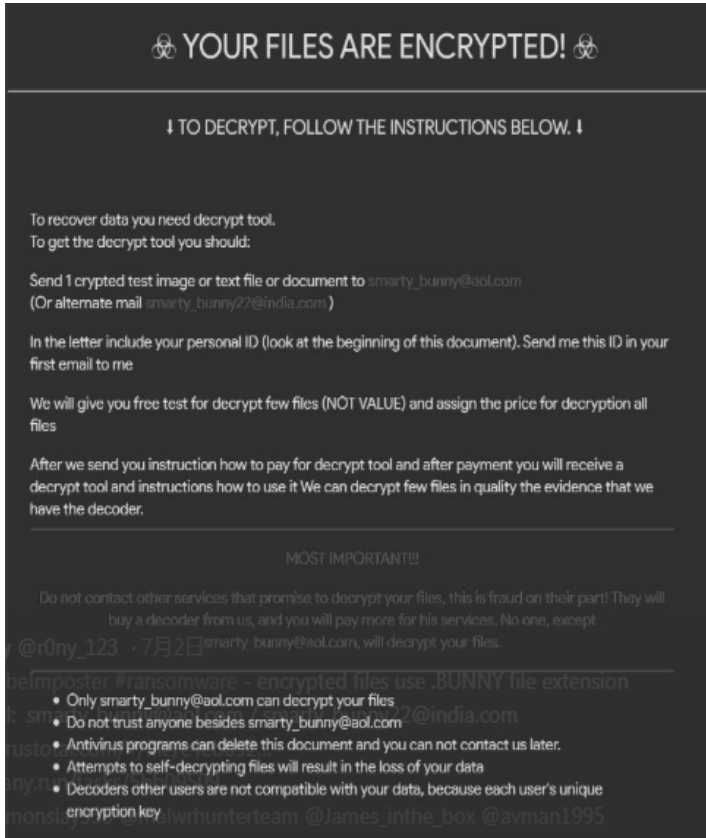 ☣ YOUR FILES ARE ENCRYPTED! ☣
⬇ TO DECRYPT, FOLLOW THE INSTRUCTIONS BELOW. ⬇
To recover data you need decrypt tool.
To get the decrypt tool you should:
Send 1 crypted test image or text file or document to smarty_bunny@aol.com
(Or alternate mail smarty_bunny22@india.com )
In the letter include your personal ID (look at the beginning of this document). Send me this ID in your
first email to me
We will give you free test for decrypt few files (NOT VALUE) and assign the price for decryption all
files
After we send you instruction how to pay for decrypt tool and after payment you will receive a
decrypt tool and instructions how to use it We can decrypt few files in quality the evidence that we
have the decoder.
MOST IMPORTANT!!!
Do not contact other services that promise to decrypt your files, this is fraud on their part! They will
buy a decoder from us, and you will pay more for his services. No one, except
smarty_bunny@aol.com, will decrypt your files.
y @r0ny_123 · 7月2日
beImposter #ransomware - encrypted files use .BUNNY file extension
• Only smarty_bunny@aol.com can decrypt your files
• Do not trust anyone besides smarty_bunny@aol.com
• Antivirus programs can delete this document and you can not contact us later.
• Attempts to self-decrypting files will result in the loss of your data
• Decoders other users are not compatible with your data, because each user's unique
encryption key
@malwrhunterteam @James_inthe_box @avman1995